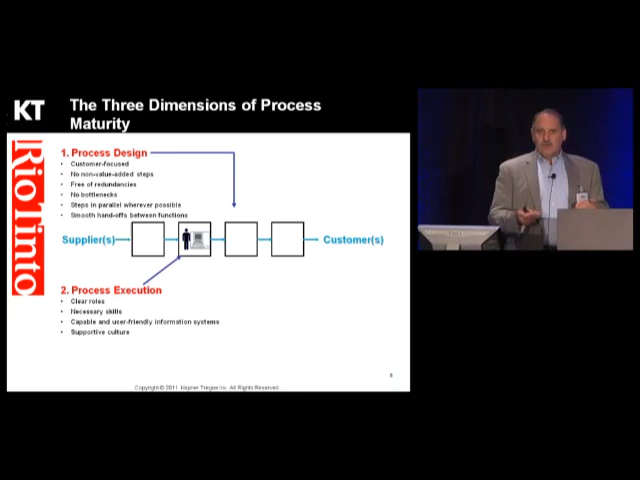 KT
The Three Dimensions of Process
Maturity
RioTinto
1. Process Design
• Customer-focused
• No non-value-added steps
• Free of redundancies
• No bottlenecks
• Steps in parallel wherever possible
• Smooth hand-offs between functions
Supplier(s)
Customer(s)
2. Process Execution
• Clear roles
• Necessary skills
• Capable and user-friendly information systems
• Supportive culture
8
Copyright © 2011 Kepner-Tregoe Inc. All Rights Reserved